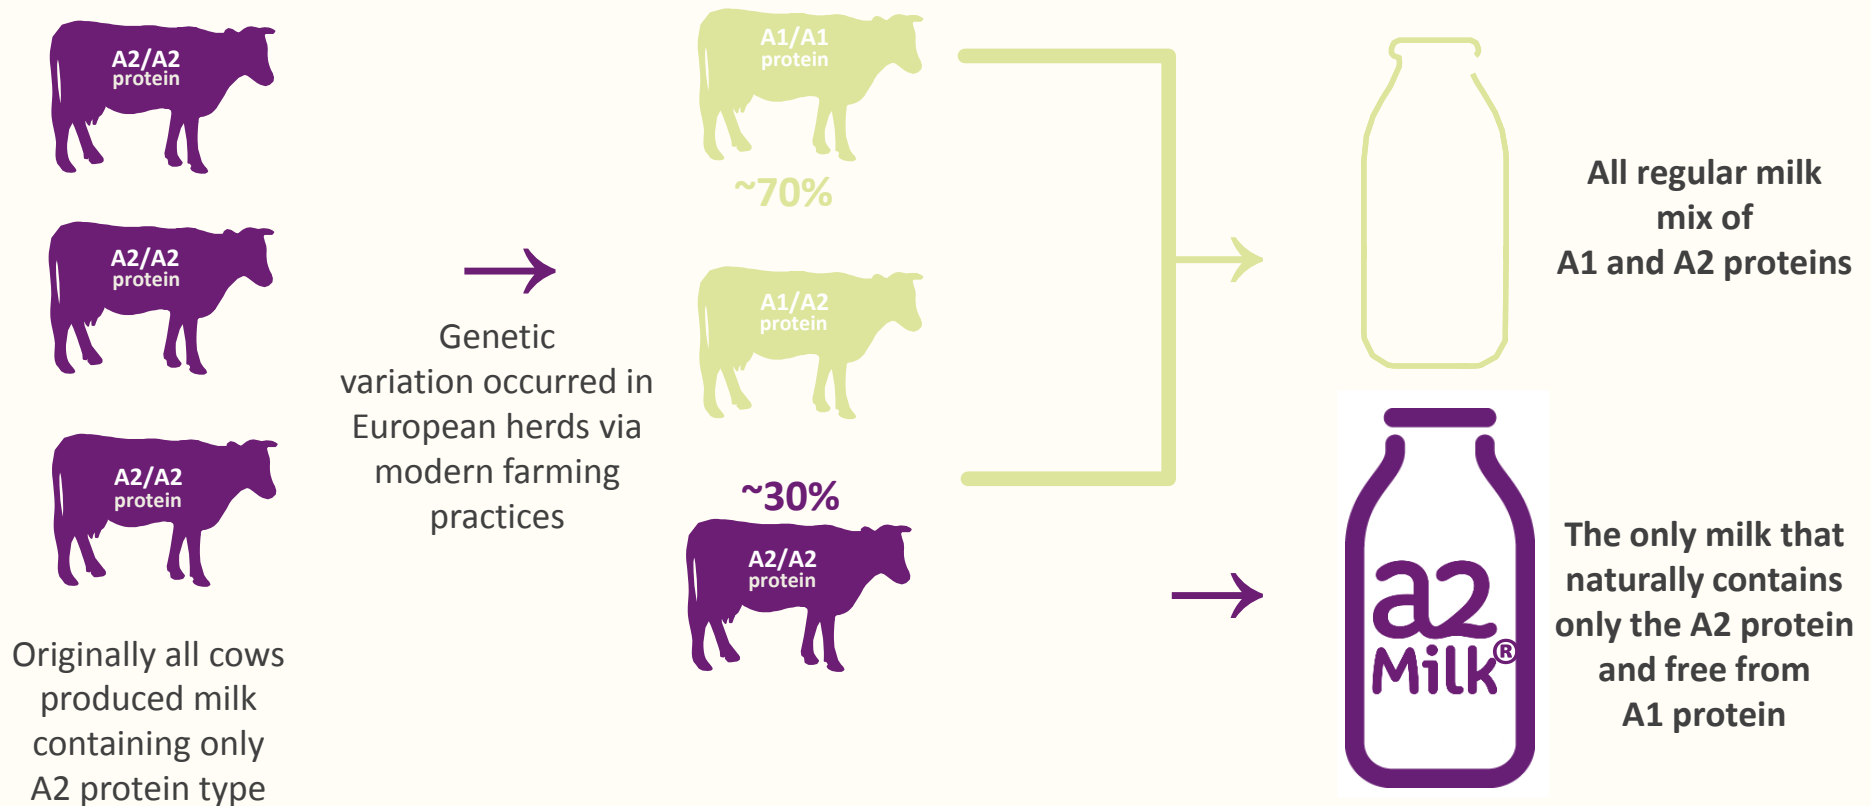 A2/A2
protein
A2/A2
protein
A2/A2
protein
Originally all cows
produced milk
containing only
A2 protein type
Genetic
variation occurred in
European herds via
modern farming
practices
A1/A1
protein
~70%
A1/A2
protein
~30%
A2/A2
protein
All regular milk
mix of
A1 and A2 proteins
a2
Milk®
The only milk that
naturally contains
only the A2 protein
and free from
A1 protein